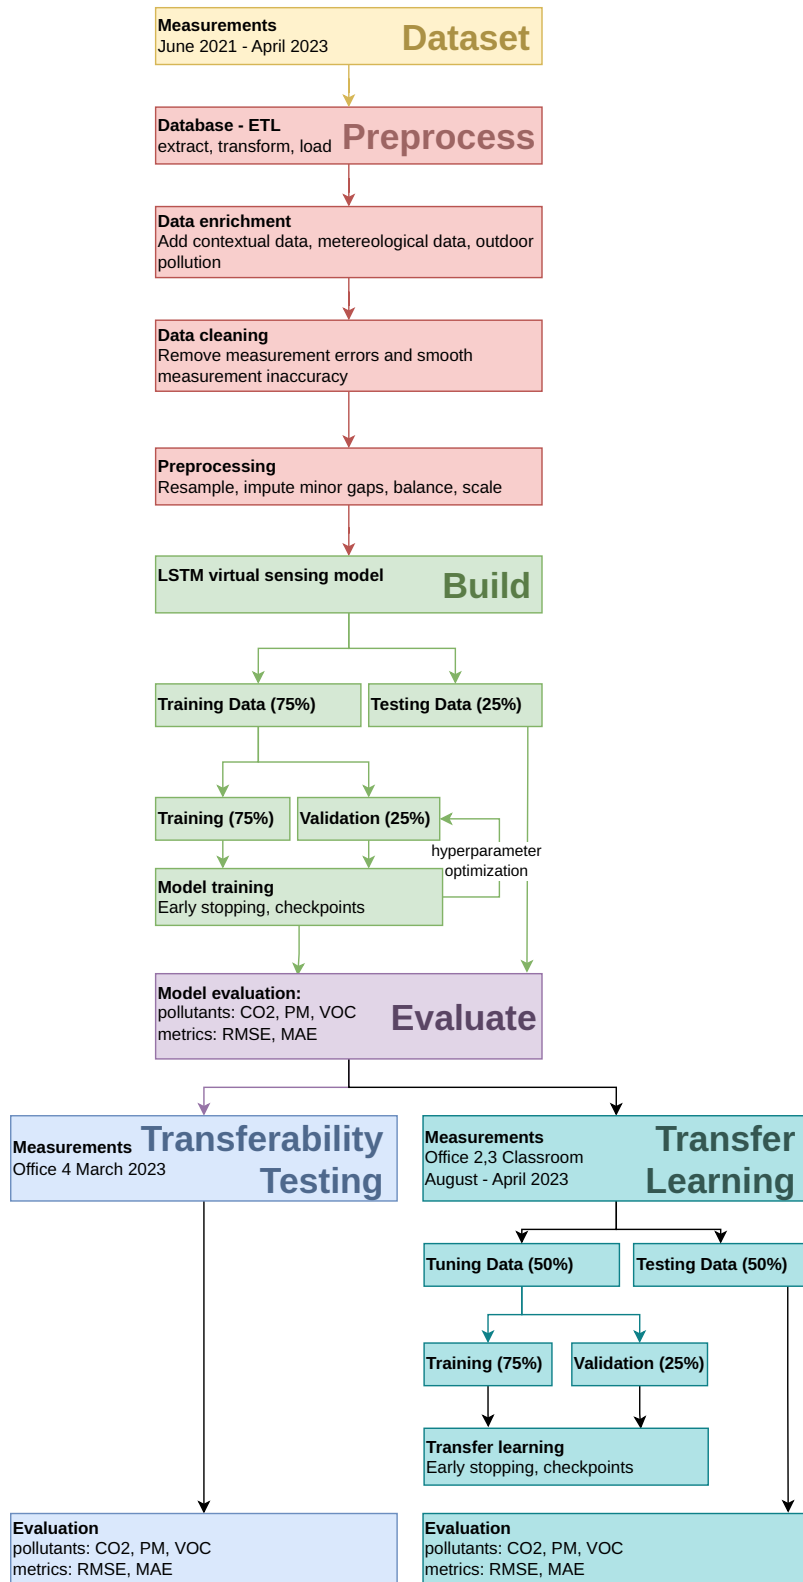 Measurements
June 2021 - April 2023
Dataset
Database - ETL
extract, transform, load
Preprocess
Data enrichment
Add contextual data, metereological data, outdoor
pollution
Data cleaning
Remove measurement errors and smooth
measurement inaccuracy
Preprocessing
Resample, impute minor gaps, balance, scale
LSTM virtual sensing model
Build
Training Data (75%)
Testing Data (25%)
Training (75%)
Validation (25%)
hyperparameter
optimization
Model training
Early stopping, checkpoints
Model evaluation:
pollutants: CO2, PM, VOC
metrics: RMSE, MAE
Evaluate
Measurements
Office 4 March 2023
Transferability
Testing
Measurements
Office 2,3 Classroom
August - April 2023
Transfer
Learning
Tuning Data (50%)
Testing Data (50%)
Training (75%)
Validation (25%)
Transfer learning
Early stopping, checkpoints
Evaluation
pollutants: CO2, PM, VOC
metrics: RMSE, MAE
Evaluation
pollutants: CO2, PM, VOC
metrics: RMSE, MAE